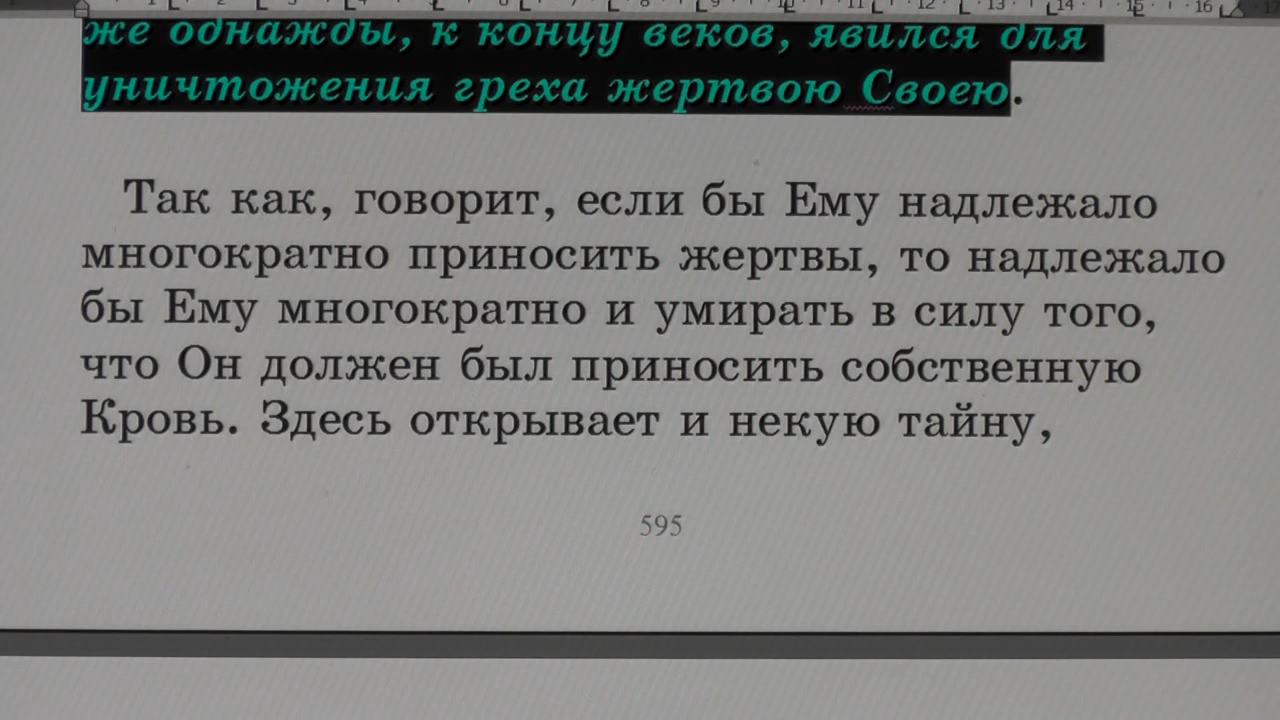 же однажды, к концу веков, явился для
уничтожения греха жертвою Своею.
Так как, говорит, если бы Ему надлежало
многократно приносить жертвы, то надлежало
бы Ему многократно и умирать в силу того,
что Он должен был приносить собственную
Кровь. Здесь открывает и некую тайну,
595